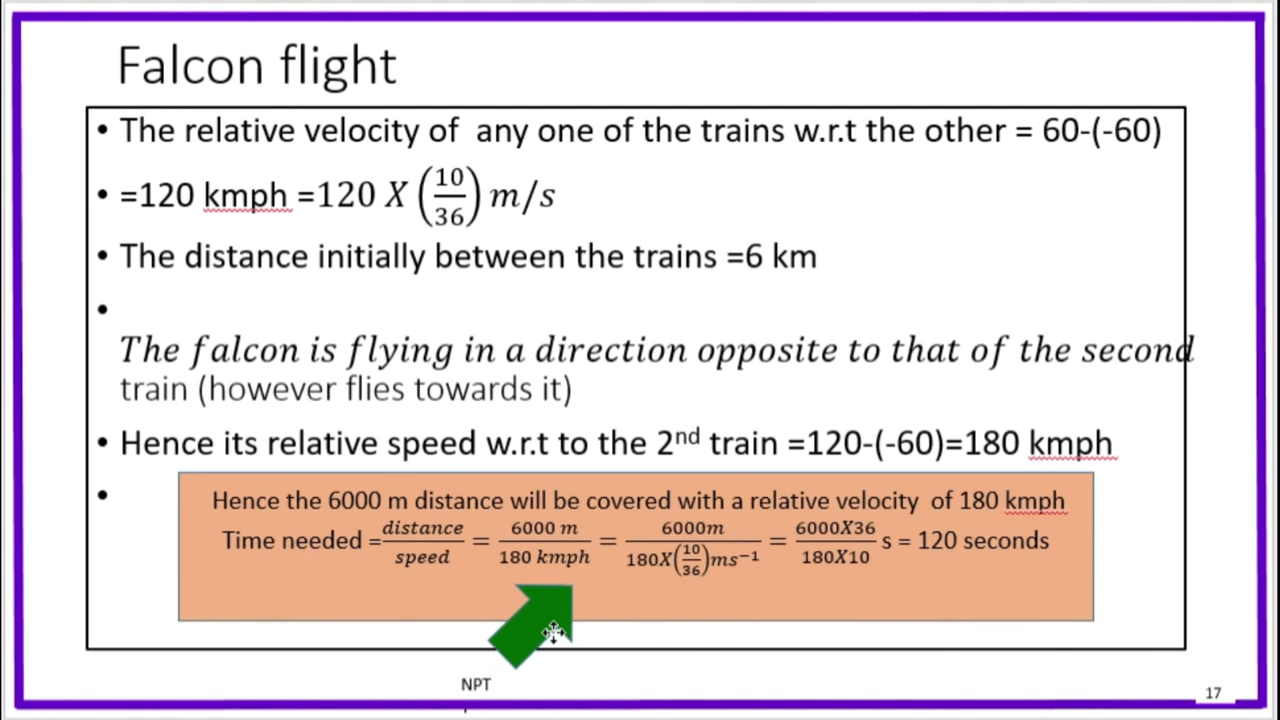 Falcon flight
• The relative velocity of any one of the trains w.r.t the other = 60-(-60)
• =120 kmph =120 X (10/36) m/s
• The distance initially between the trains =6 km
•
The falcon is flying in a direction opposite to that of the second
train (however flies towards it)
• Hence its relative speed w.r.t to the 2nd train =120-(-60)=180 kmph
•
Hence the 6000 m distance will be covered with a relative velocity of 180 kmph
Time needed =distance/speed = 6000 m/180 kmph = 6000m/180X(10/36)ms⁻¹ = 6000X36/180X10 s = 120 seconds
NPT
17